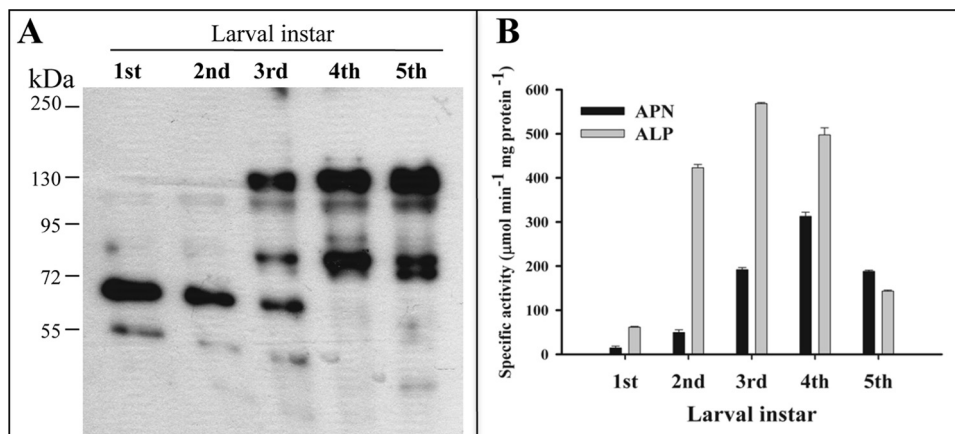 A
Larval instar
kDa
1st 2nd 3rd 4th 5th
250
130
95
72
55
B
Specific activity (μmol min⁻¹ mg protein ⁻¹)
600
500
400
300
200
100
0
APN
ALP
1st 2nd 3rd 4th 5th
Larval instar